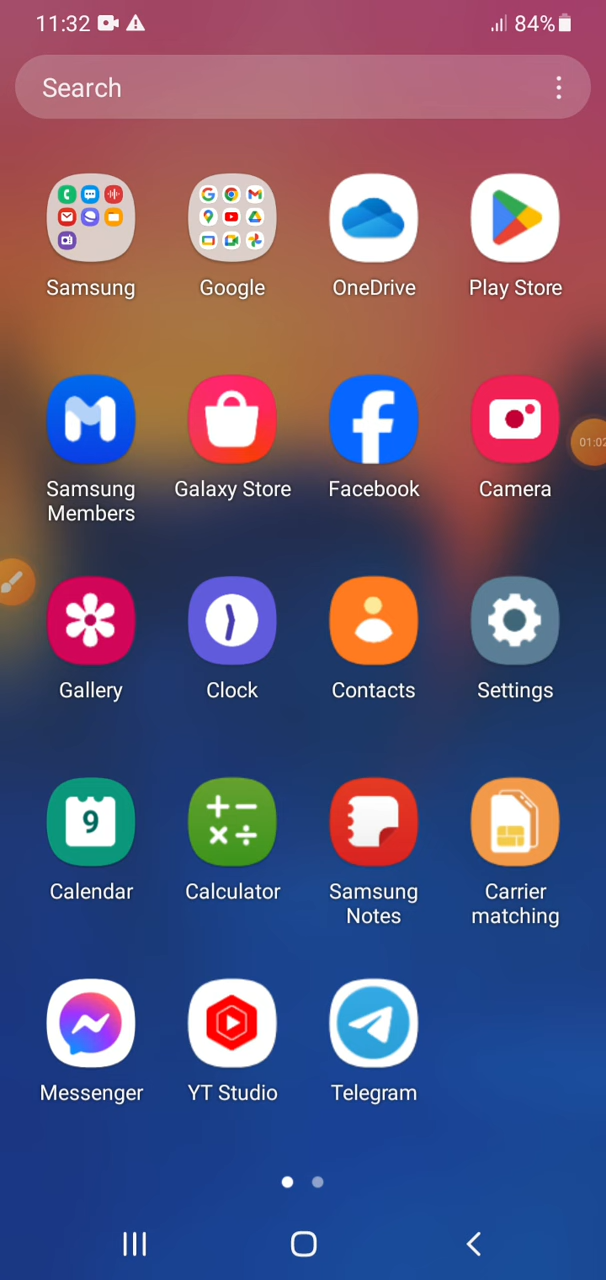 11:32
84%
Search
Samsung
Google
OneDrive
Play Store
Samsung
Members
Galaxy Store
Facebook
Camera
01:02
Gallery
Clock
Contacts
Settings
9
Calendar
Calculator
Samsung
Notes
Carrier
matching
Messenger
YT Studio
Telegram